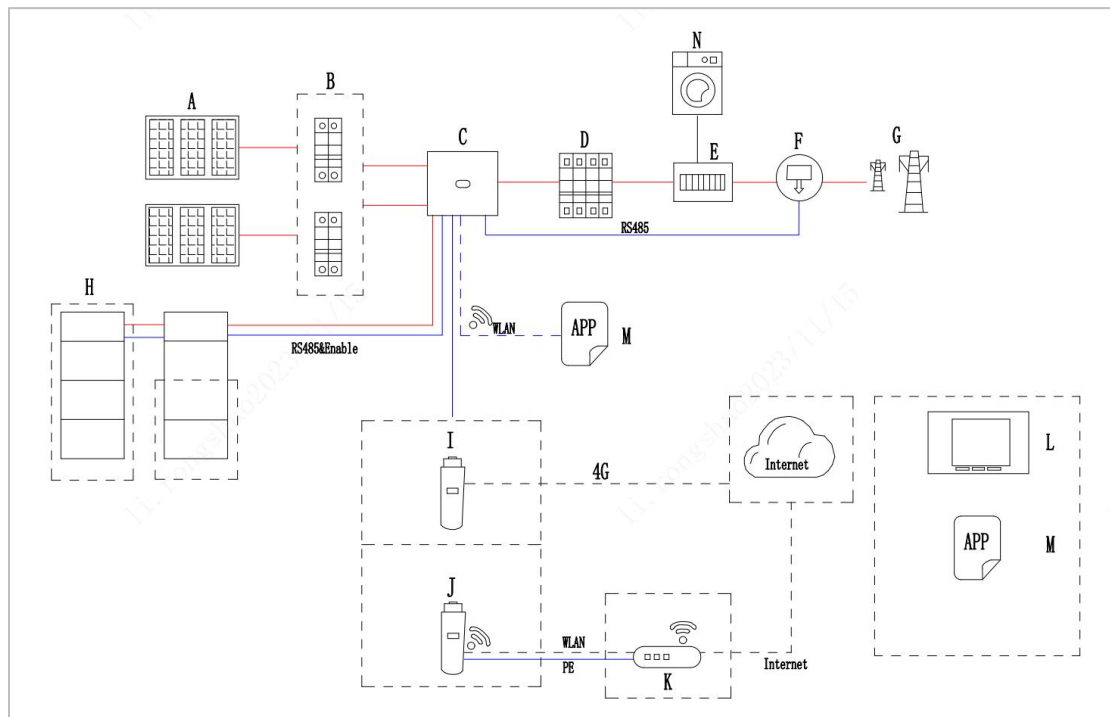 N
B
A
C
D
E
F
G
RS485
H
WLAN
APP
M
RS485&Enable
I
4G
Internet
L
APP
M
J
WLAN
PE
K
Internet